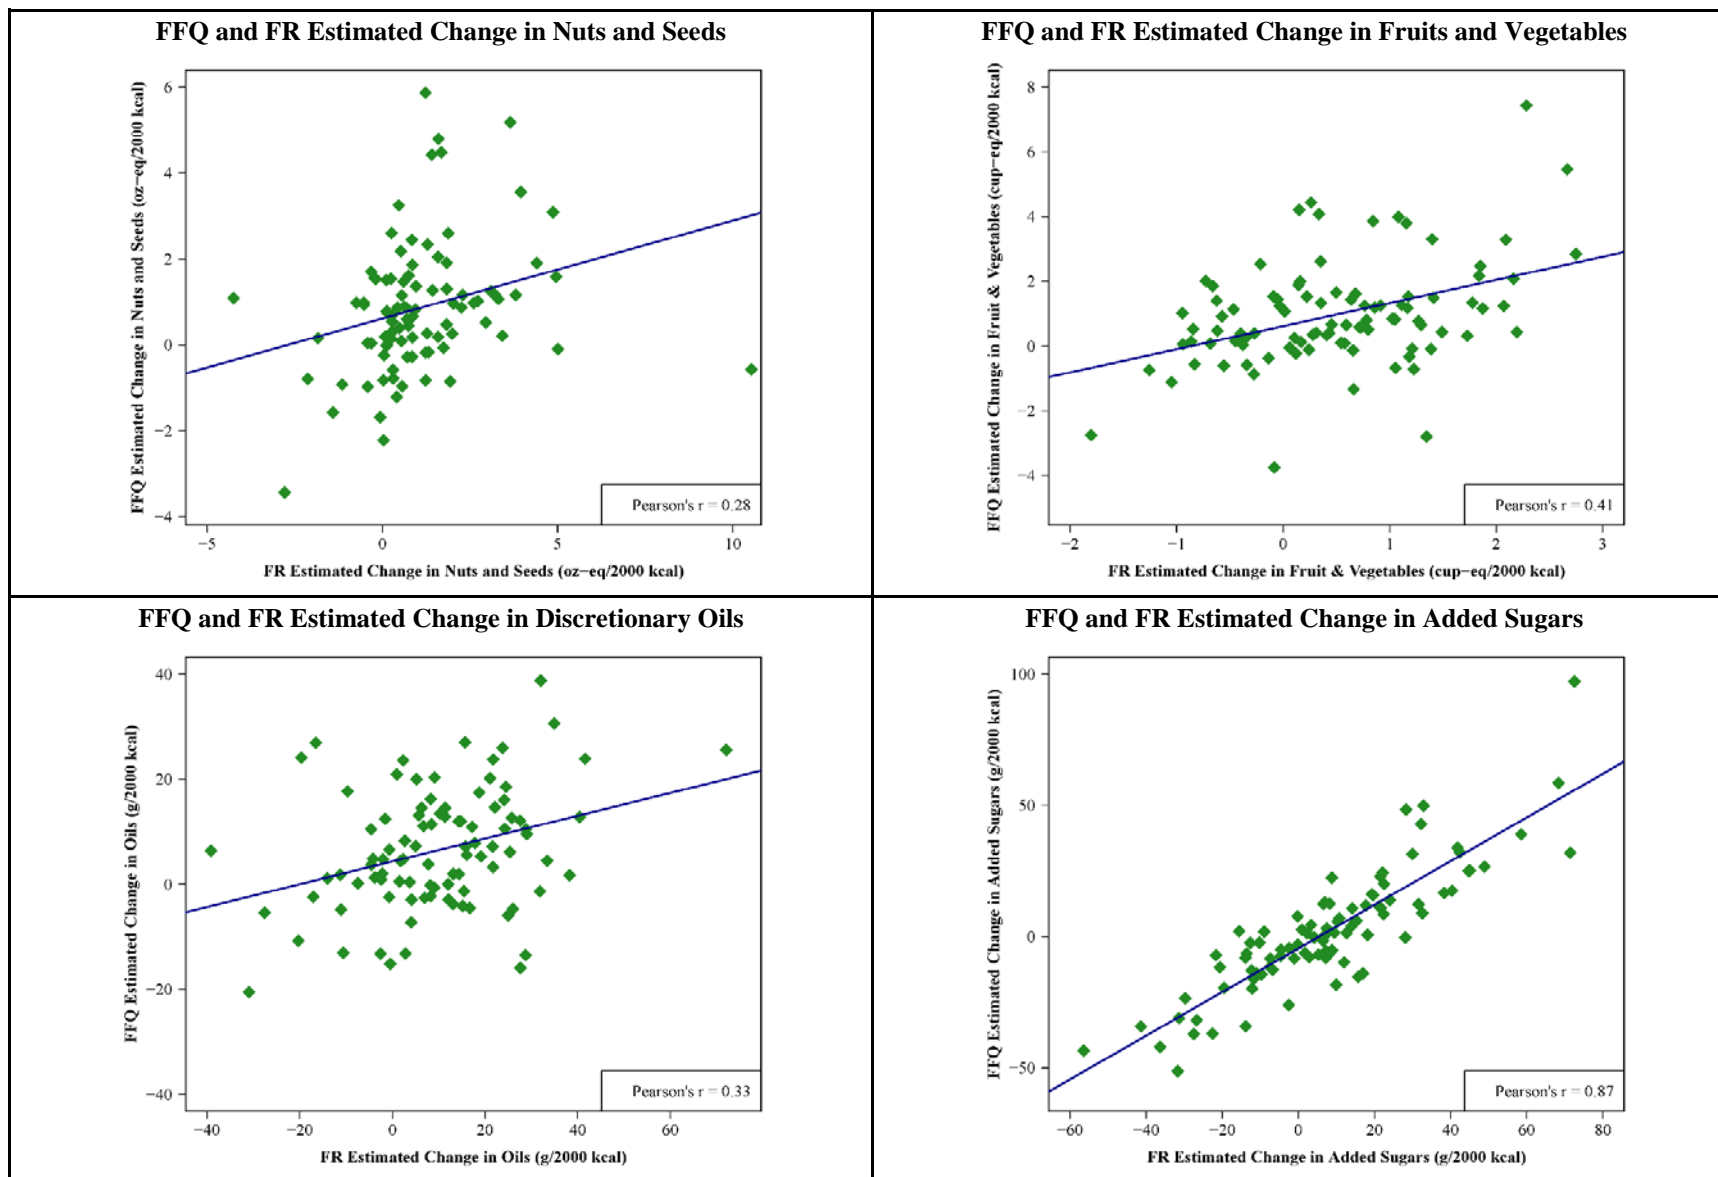 FFQ and FR Estimated Change in Nuts and Seeds
FFQ Estimated Change in Nuts and Seeds (oz−eq/2000 kcal)
6
4
2
0
−2
−4
Pearson's r = 0.28
−5
0
5
10
FR Estimated Change in Nuts and Seeds (oz−eq/2000 kcal)
FFQ and FR Estimated Change in Fruits and Vegetables
FFQ Estimated Change in Fruit & Vegetables (cup−eq/2000 kcal)
8
6
4
2
0
−2
−4
Pearson's r = 0.41
−2
−1
0
1
2
3
FR Estimated Change in Fruit & Vegetables (cup−eq/2000 kcal)
FFQ and FR Estimated Change in Discretionary Oils
FFQ Estimated Change in Oils (g/2000 kcal)
40
20
0
−20
−40
Pearson's r = 0.33
−40
−20
0
20
40
60
FR Estimated Change in Oils (g/2000 kcal)
FFQ and FR Estimated Change in Added Sugars
FFQ Estimated Change in Added Sugars (g/2000 kcal)
100
50
0
−50
Pearson's r = 0.87
−60
−40
−20
0
20
40
60
80
FR Estimated Change in Added Sugars (g/2000 kcal)